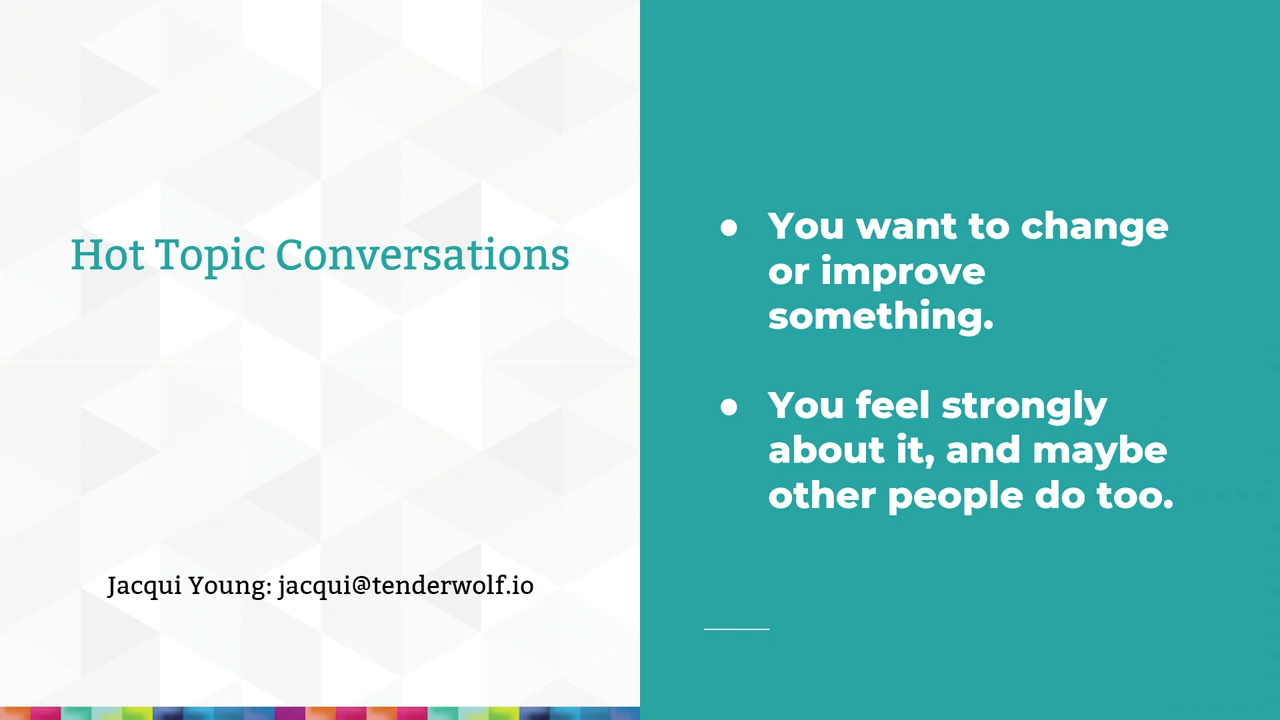 Hot Topic Conversations
Jacqui Young: jacqui@tenderwolf.io
● You want to change
or improve
something.
● You feel strongly
about it, and maybe
other people do too.